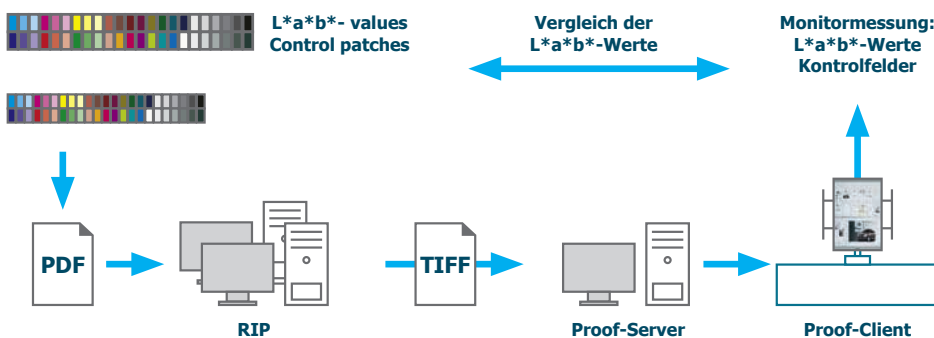 L*a*b*- values
Control patches
Vergleich der
L*a*b*-Werte
Monitormessung:
L*a*b*-Werte
Kontrolfelder
PDF
TIFF
RIP
Proof-Server
Proof-Client